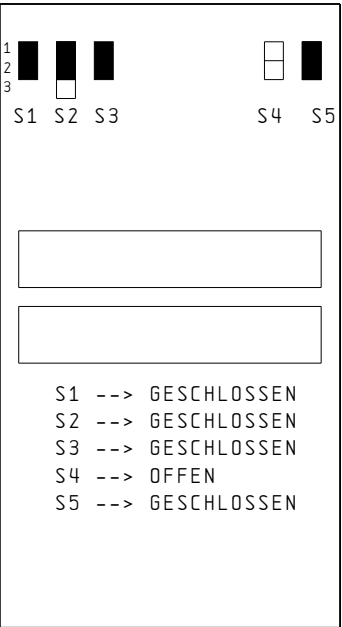 1
2
3
S1 S2 S3 S4 S5
S1 --> GESCHLOSSEN
S2 --> GESCHLOSSEN
S3 --> GESCHLOSSEN
S4 --> OFFEN
S5 --> GESCHLOSSEN